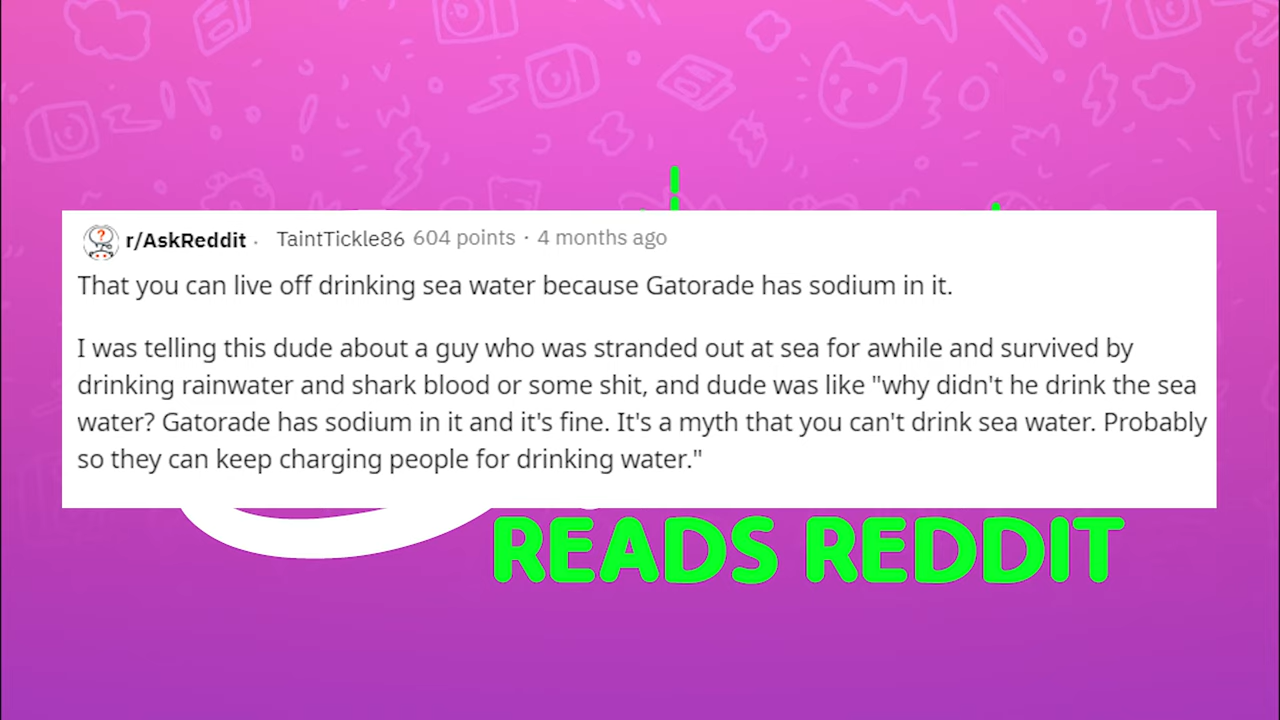 r/AskReddit · TaintTickle86 604 points · 4 months ago
That you can live off drinking sea water because Gatorade has sodium in it.
I was telling this dude about a guy who was stranded out at sea for awhile and survived by
drinking rainwater and shark blood or some shit, and dude was like "why didn't he drink the sea
water? Gatorade has sodium in it and it's fine. It's a myth that you can't drink sea water. Probably
so they can keep charging people for drinking water."
READS REDDIT